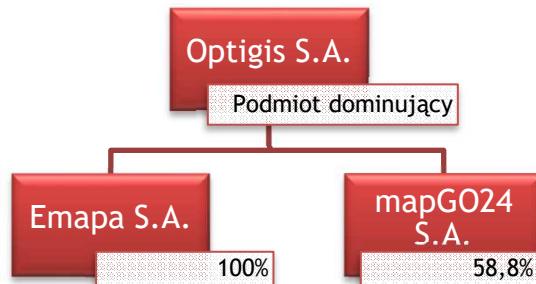 Optigis S.A.
Podmiot dominujący
Emapa S.A.
100%
mapGO24
S.A.
58,8%